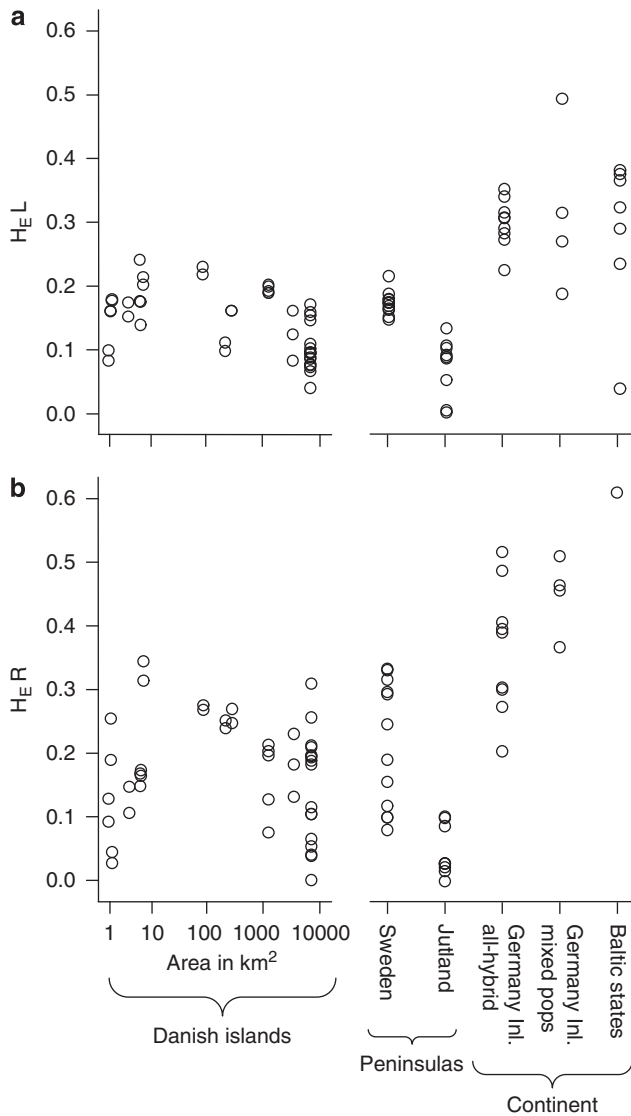 a
0.6
0.5
0.4
0.3
0.2
0.1
0.0
H_E L
b
0.6
0.5
0.4
0.3
0.2
0.1
0.0
H_E R
1 10 100 1000 10000
Area in km²
Danish islands
Sweden
Jutland
Germany Inl.
all-hybrid
Germany Inl.
mixed pops
Baltic states
Peninsulas
Continent